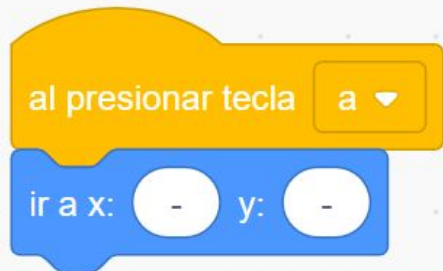 al presionar tecla a
ir a x: - y: -